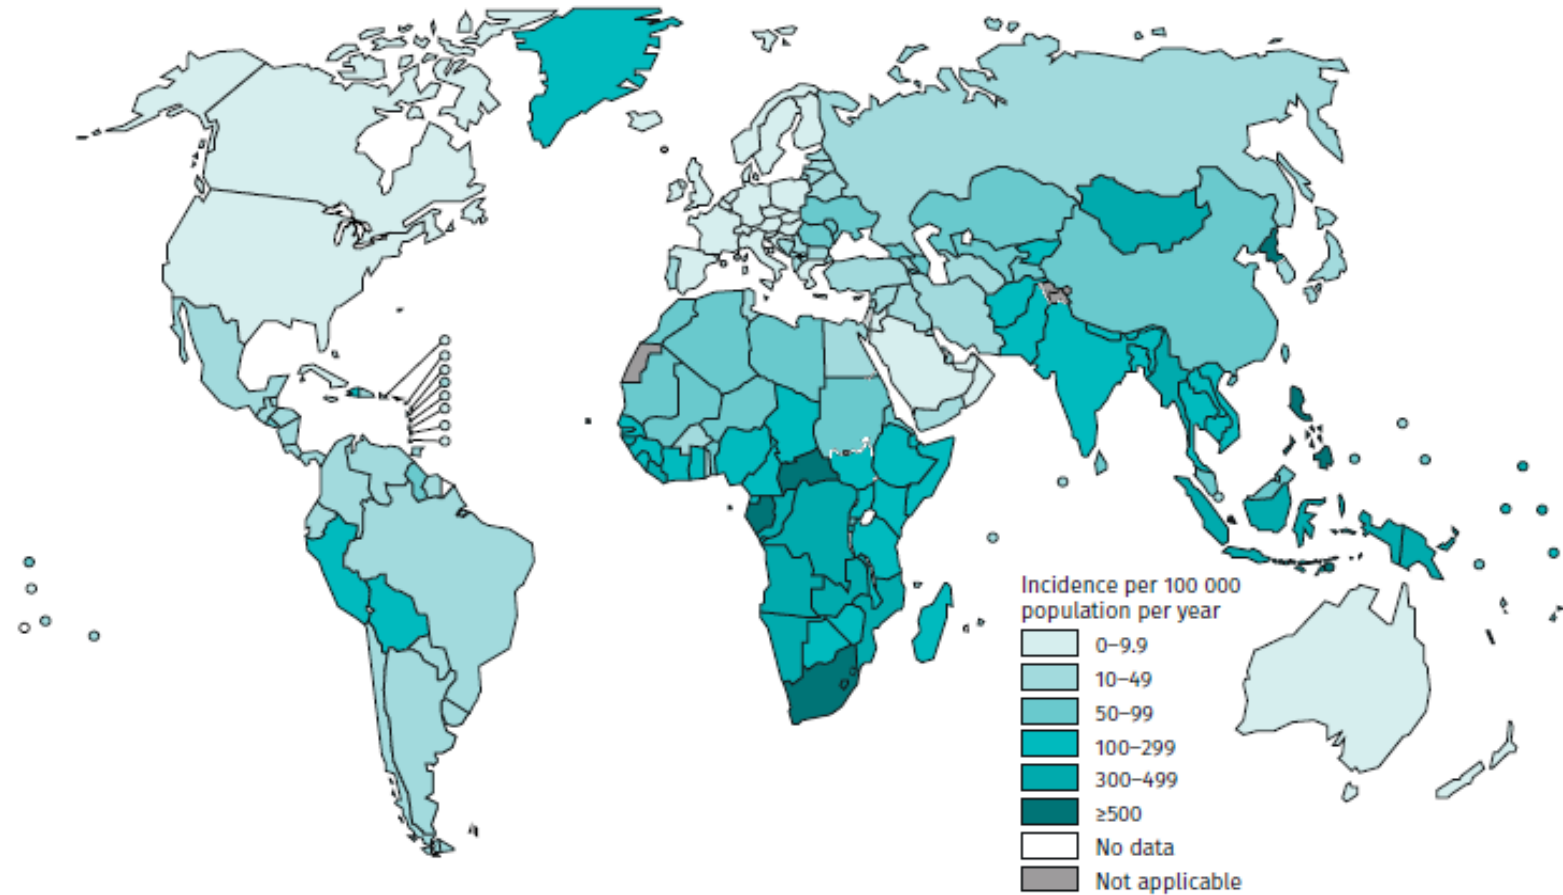 Incidence per 100 000
population per year
0–9.9
10–49
50–99
100–299
300–499
≥500
No data
Not applicable